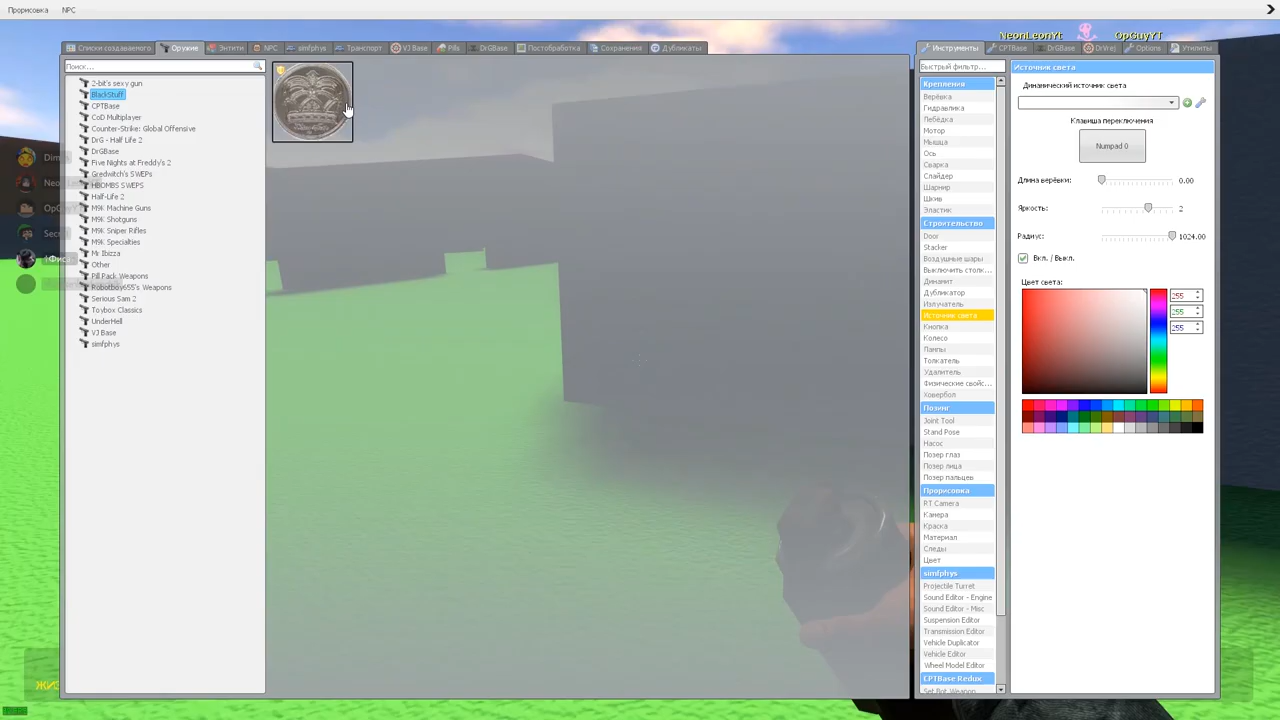 Прорисовка NPC
NeonLeonYt OpGuyYT
Списки создаваемого Оружие Энтити NPC simfphys Транспорт VJ Base Pills DrGBase Постобработка Сохранения Дубликаты
Поиск...
2-bit's sexy gun
BlackStuff
CPTBase
CoD Multiplayer
Counter-Strike: Global Offensive
DrG - Half Life 2
DrGBase
Five Nights at Freddy's 2
Gredwitch's SWEPs
HBOMBS SWEPS
Half-Life 2
M9K Machine Guns
M9K Shotguns
M9K Sniper Rifles
M9K Specialties
Mr Ibizza
Other
Pill Pack Weapons
Robotboy655's Weapons
Serious Sam 2
Toybox Classics
UnderHell
VJ Base
simfphys
Инструменты CPTBase DrGBase DrVrej Options Утилиты
Быстрый фильтр...
Крепления
Верёвка
Гидравлика
Лебёдка
Мотор
Мышца
Ось
Сварка
Слайдер
Шарнир
Шкив
Эластик
Строительство
Door
Stacker
Воздушные шары
Выключить столк...
Динамит
Дубликатор
Излучатель
Источник света
Кнопка
Колесо
Лампы
Толкатель
Удалитель
Физические свойс...
Ховербол
Позинг
Joint Tool
Stand Pose
Насос
Позер глаз
Позер лица
Позер пальцев
Прорисовка
RT Camera
Камера
Краска
Материал
Следы
Цвет
simfphys
Projectile Turret
Sound Editor - Engine
Sound Editor - Misc
Suspension Editor
Transmission Editor
Vehicle Duplicator
Vehicle Editor
Wheel Model Editor
CPTBase Redux
Set Bot Weapon
Источник света
Динамический источник света
Клавиша переключения
Numpad 0
Длина верёвки: 0.00
Яркость: 2
Радиус: 1024.00
Вкл. / Выкл.
Цвет света:
255
255
255